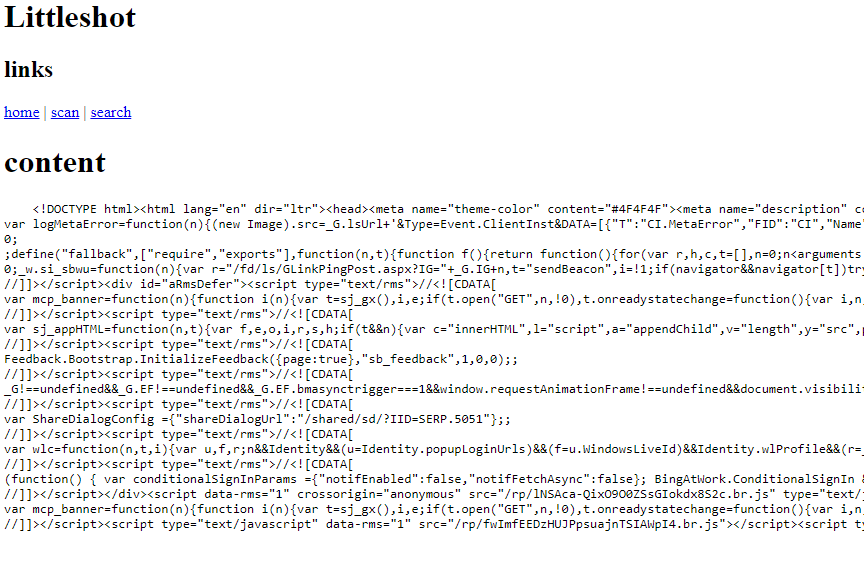 Littleshot
links
home | scan | search
content
<!DOCTYPE html><html lang="en" dir="ltr"><head><meta name="theme-color" content="#4F4F4F"><meta name="description" co
var logMetaError=function(n){(new Image).src=_G.lsUrl+'&Type=Event.ClientInst&DATA=[{"T":"CI.MetaError","FID":"CI","Name"
0;
;define("fallback",["require","exports"],function(n,t){function f(){return function(){for(var r,h,c,t=[],n=0;n<arguments
0;_w.si_sbwu=function(n){var r="/fd/ls/GLinkPingPost.aspx?IG="+_G.IG+n,t="sendBeacon",i=!1;if(navigator&&navigator[t])try
//]]></script><div id="aRmsDefer"><script type="text/rms">//<![CDATA[
var mcp_banner=function(n){function i(n){var t=sj_gx(),i,e;if(t.open("GET",n,!0),t.onreadystatechange=function(){var i,n,
//]]></script><script type="text/rms">//<![CDATA[
var sj_appHTML=function(n,t){var f,e,o,i,r,s,h;if(t&&n){var c="innerHTML",l="script",a="appendChild",v="length",y="src",p
//]]></script><script type="text/rms">//<![CDATA[
Feedback.Bootstrap.InitializeFeedback({page:true},"sb_feedback",1,0,0);;
//]]></script><script type="text/rms">//<![CDATA[
_G!==undefined&&_G.EF!==undefined&&_G.EF.bmasynctrigger===1&&window.requestAnimationFrame!==undefined&&document.visibilit
//]]></script><script type="text/rms">//<![CDATA[
var ShareDialogConfig ={"shareDialogUrl":"/shared/sd/?IID=SERP.5051"};;
//]]></script><script type="text/rms">//<![CDATA[
var wlc=function(n,t,i){var u,f,r;n&&Identity&&(u=Identity.popupLoginUrls)&&(f=u.WindowsLiveId)&&Identity.wlProfile&&(r=_
//]]></script><script type="text/rms">//<![CDATA[
(function() { var conditionalSignInParams ={"notifEnabled":false,"notifFetchAsync":false}; BingAtWork.ConditionalSignIn &
//]]></script></div><script data-rms="1" crossorigin="anonymous" src="/rp/lNSAca-QixO9O0ZSsGIokdx8S2c.br.js" type="text/j
var mcp_banner=function(n){function i(n){var t=sj_gx(),i,e;if(t.open("GET",n,!0),t.onreadystatechange=function(){var i,n,
//]]></script><script type="text/javascript" data-rms="1" src="/rp/fwImfEEDzHUJPpsuajnTSIAWpI4.br.js"></script><script ty